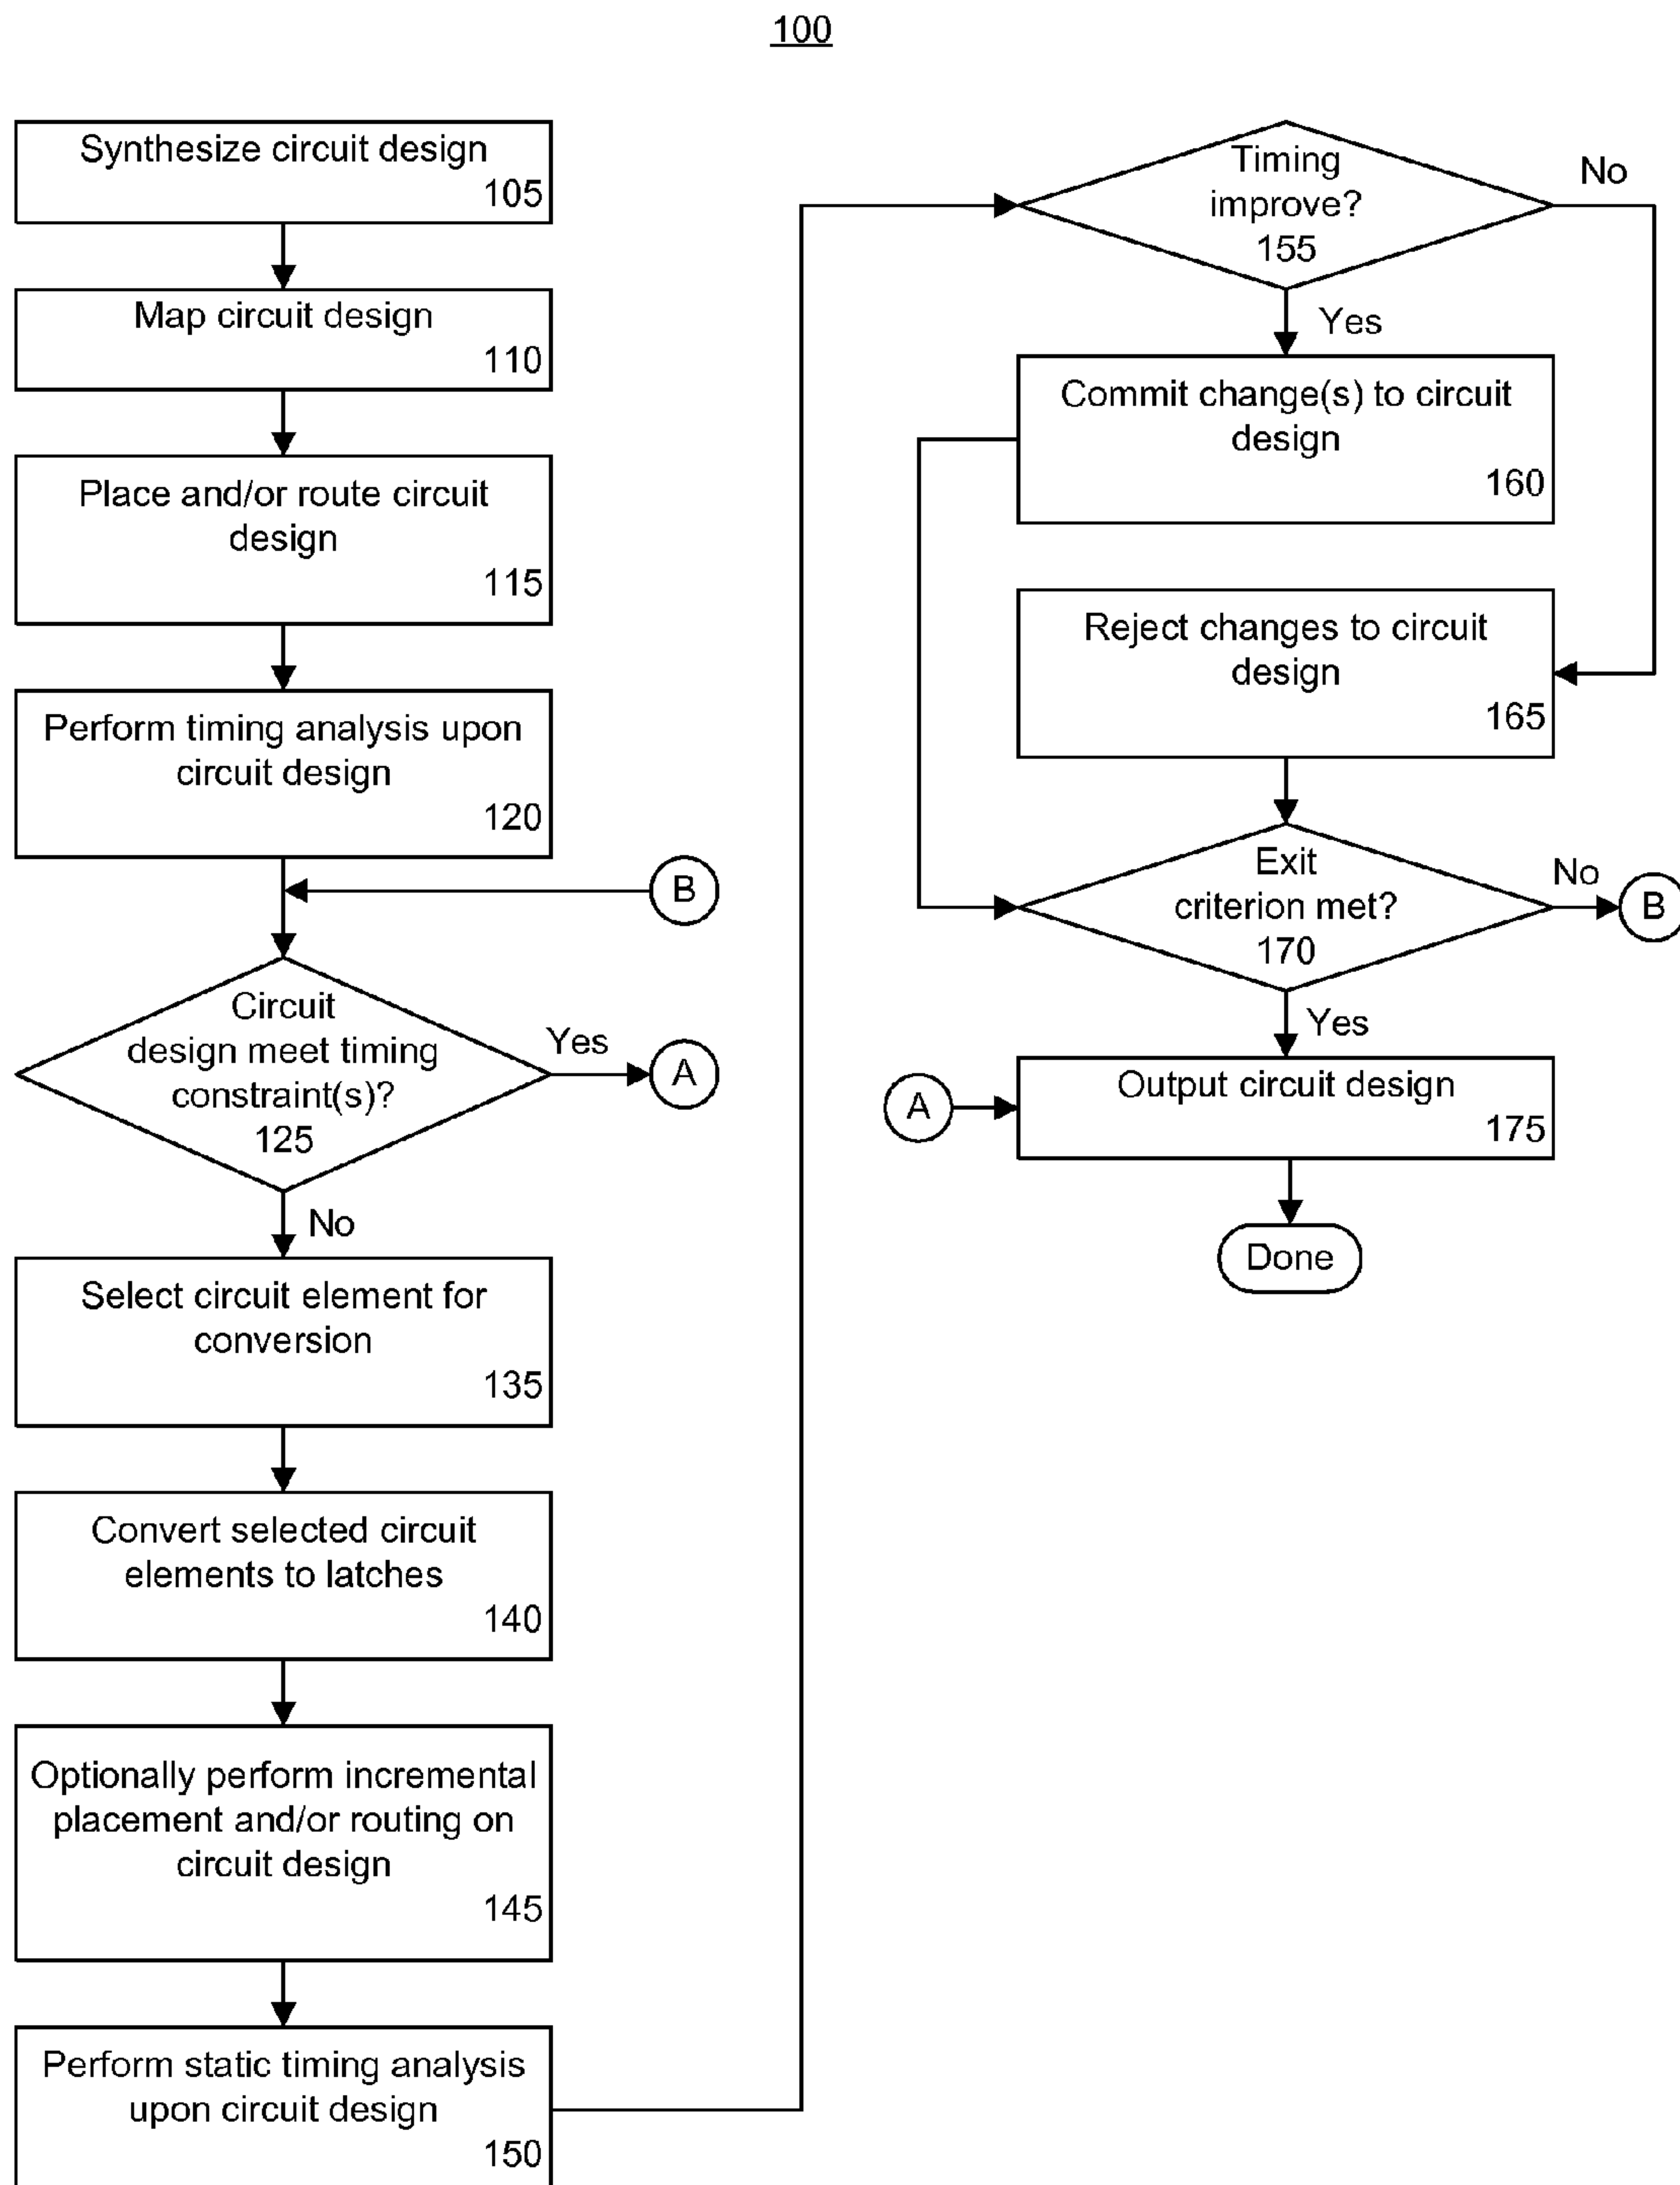 100
Synthesize circuit design
105
Map circuit design
110
Place and/or route circuit
design
115
Perform timing analysis upon
circuit design
120
B
Circuit
design meet timing
constraint(s)?
125
Yes
A
No
Select circuit element for
conversion
135
Convert selected circuit
elements to latches
140
Optionally perform incremental
placement and/or routing on
circuit design
145
Perform static timing analysis
upon circuit design
150
Timing
improve?
155
No
Yes
Commit change(s) to circuit
design
160
Reject changes to circuit
design
165
Exit
criterion met?
170
No
B
Yes
A
Output circuit design
175
Done